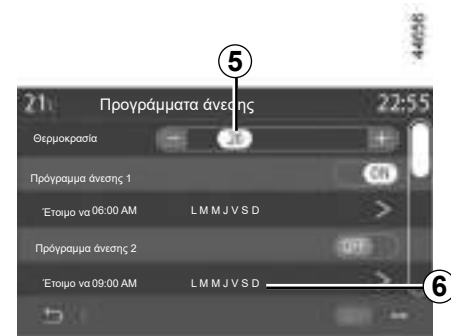 44656
5
21 Προγράμματα άνεσης 22:55
Θερμοκρασία − +
Πρόγραμμα άνεσης 1 ON
Έτοιμο να 06:00 AM L M M J V S D >
Πρόγραμμα άνεσης 2 OFF
Έτοιμο να 09:00 AM L M M J V S D >
6